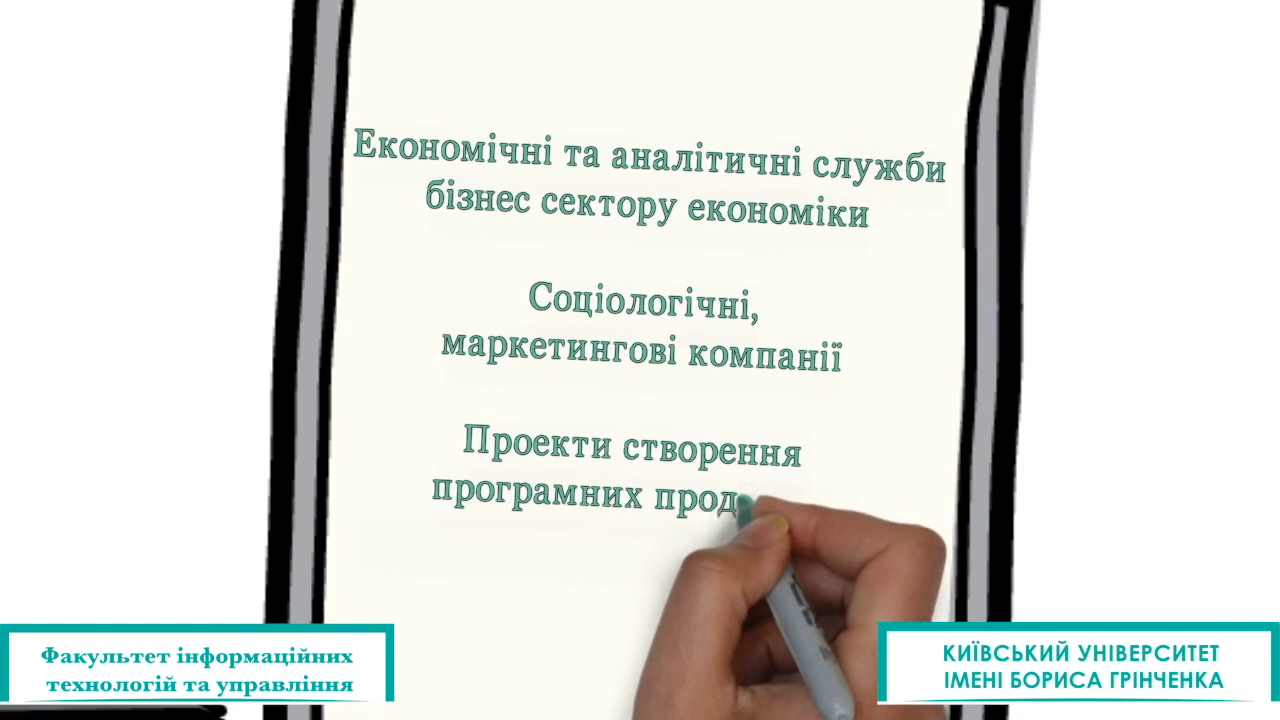 Економічні та аналітичні служби
бізнес сектору економіки
Соціологічні,
маркетингові компанії
Проекти створення
програмних прод
Факультет інформаційних
технологій та управління
КИЇВСЬКИЙ УНІВЕРСИТЕТ
ІМЕНІ БОРИСА ГРІНЧЕНКА